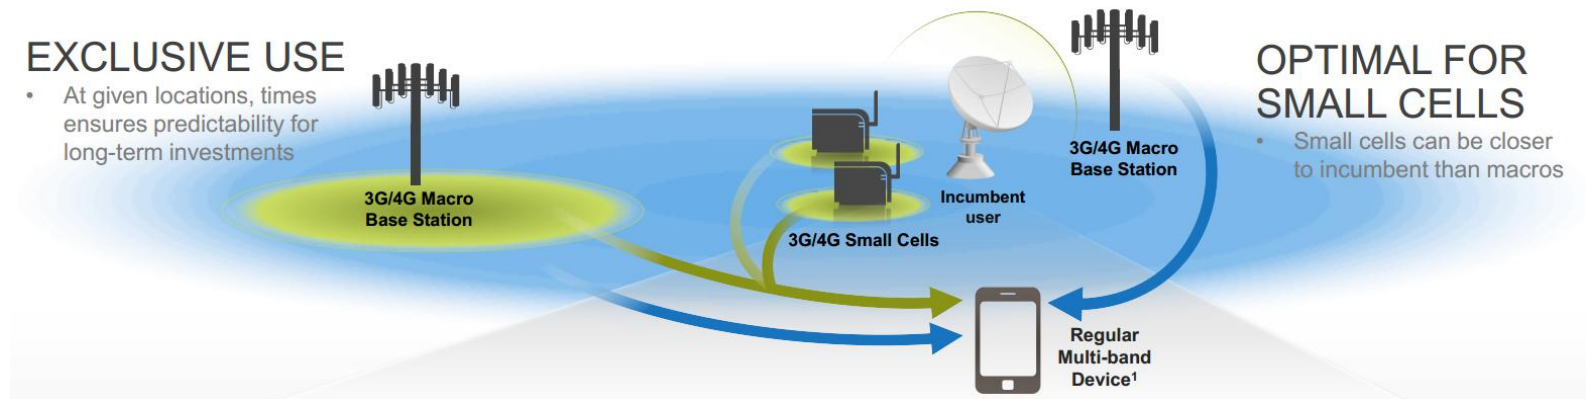 EXCLUSIVE USE
• At given locations, times
ensures predictability for
long-term investments
3G/4G Macro
Base Station
3G/4G Small Cells
Incumbent
user
3G/4G Macro
Base Station
OPTIMAL FOR
SMALL CELLS
• Small cells can be closer
to incumbent than macros
Regular
Multi-band
Device¹